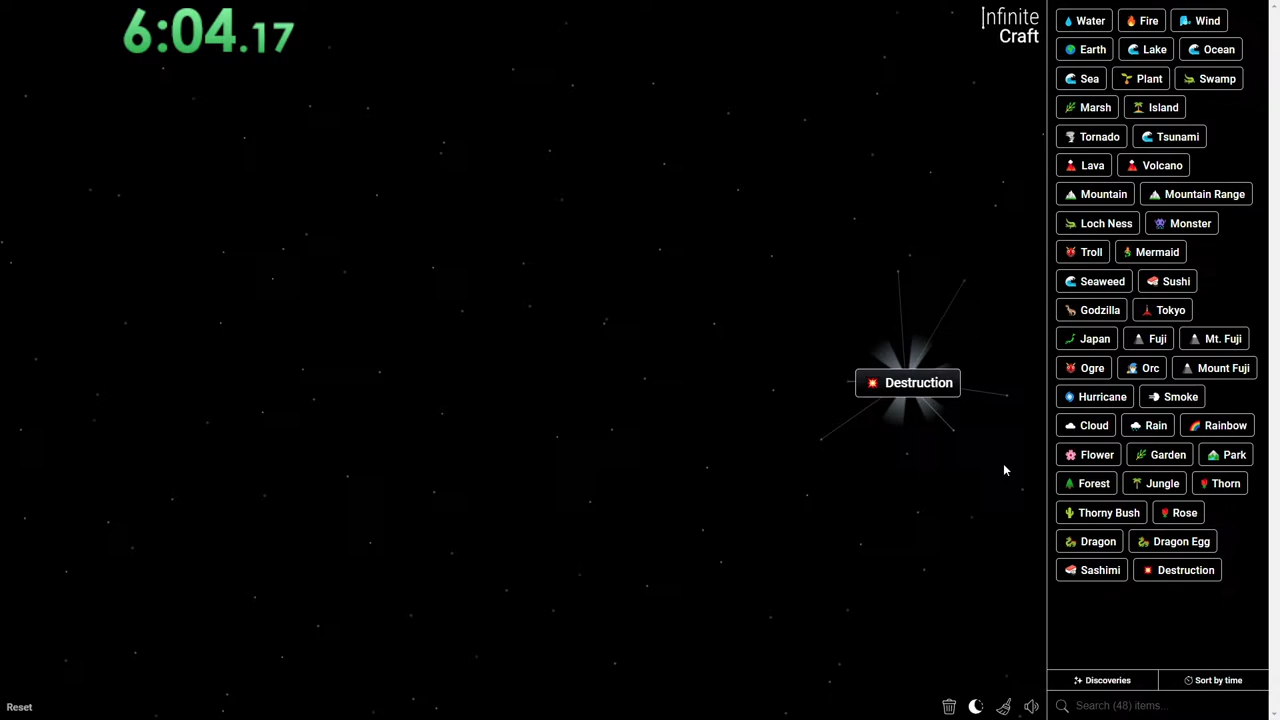 6:04.17
Infinite
Craft
Destruction
Water Fire Wind
Earth Lake Ocean
Sea Plant Swamp
Marsh Island
Tornado Tsunami
Lava Volcano
Mountain Mountain Range
Loch Ness Monster
Troll Mermaid
Seaweed Sushi
Godzilla Tokyo
Japan Fuji Mt. Fuji
Ogre Orc Mount Fuji
Hurricane Smoke
Cloud Rain Rainbow
Flower Garden Park
Forest Jungle Thorn
Thorny Bush Rose
Dragon Dragon Egg
Sashimi Destruction
Discoveries Sort by time
Search (48) items...
Reset